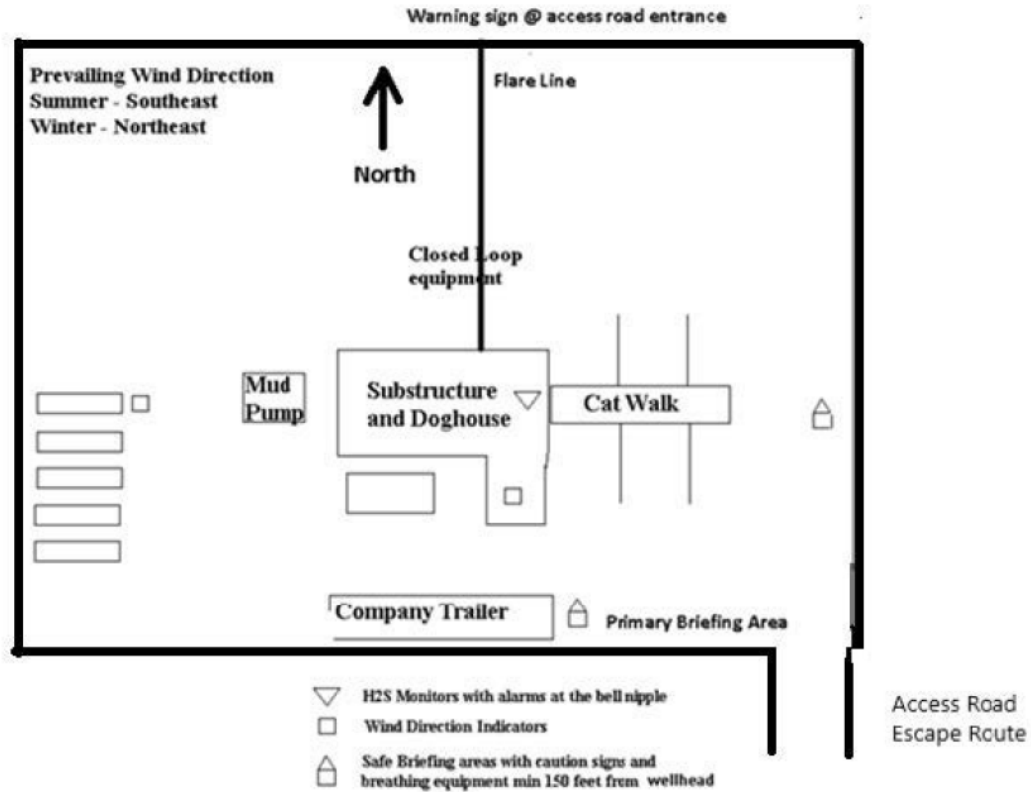 Warning sign @ access road entrance
Prevailing Wind Direction
Summer - Southeast
Winter - Northeast
North
Flare Line
Closed Loop
equipment
Mud
Pump
Substructure
and Doghouse
Cat Walk
Company Trailer
Primary Briefing Area
H2S Monitors with alarms at the bell nipple
Wind Direction Indicators
Safe Briefing areas with caution signs and
breathing equipment min 150 feet from wellhead
Access Road
Escape Route